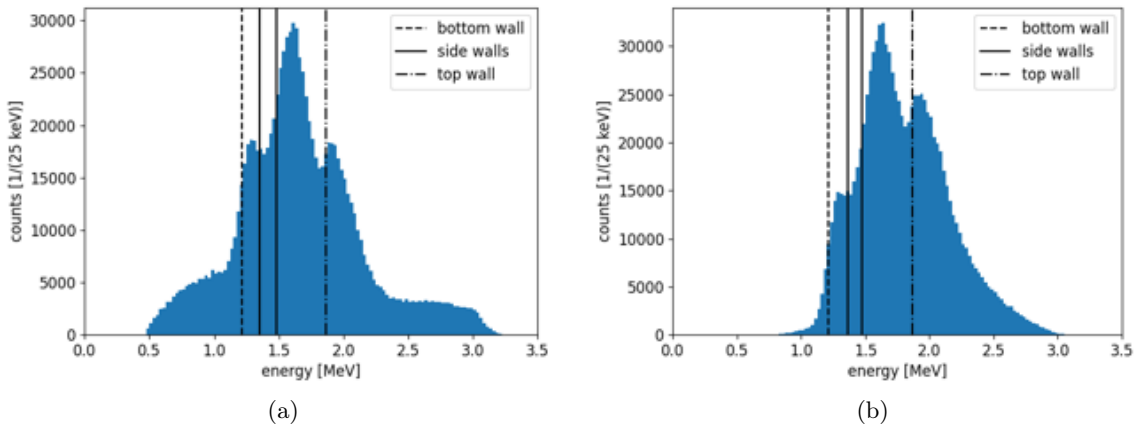 30000
25000
20000
15000
10000
5000
0
counts [1/(25 keV)]
0.0 0.5 1.0 1.5 2.0 2.5 3.0 3.5
energy [MeV]
bottom wall
side walls
top wall
(a)
30000
25000
20000
15000
10000
5000
0
counts [1/(25 keV)]
0.0 0.5 1.0 1.5 2.0 2.5 3.0 3.5
energy [MeV]
bottom wall
side walls
top wall
(b)